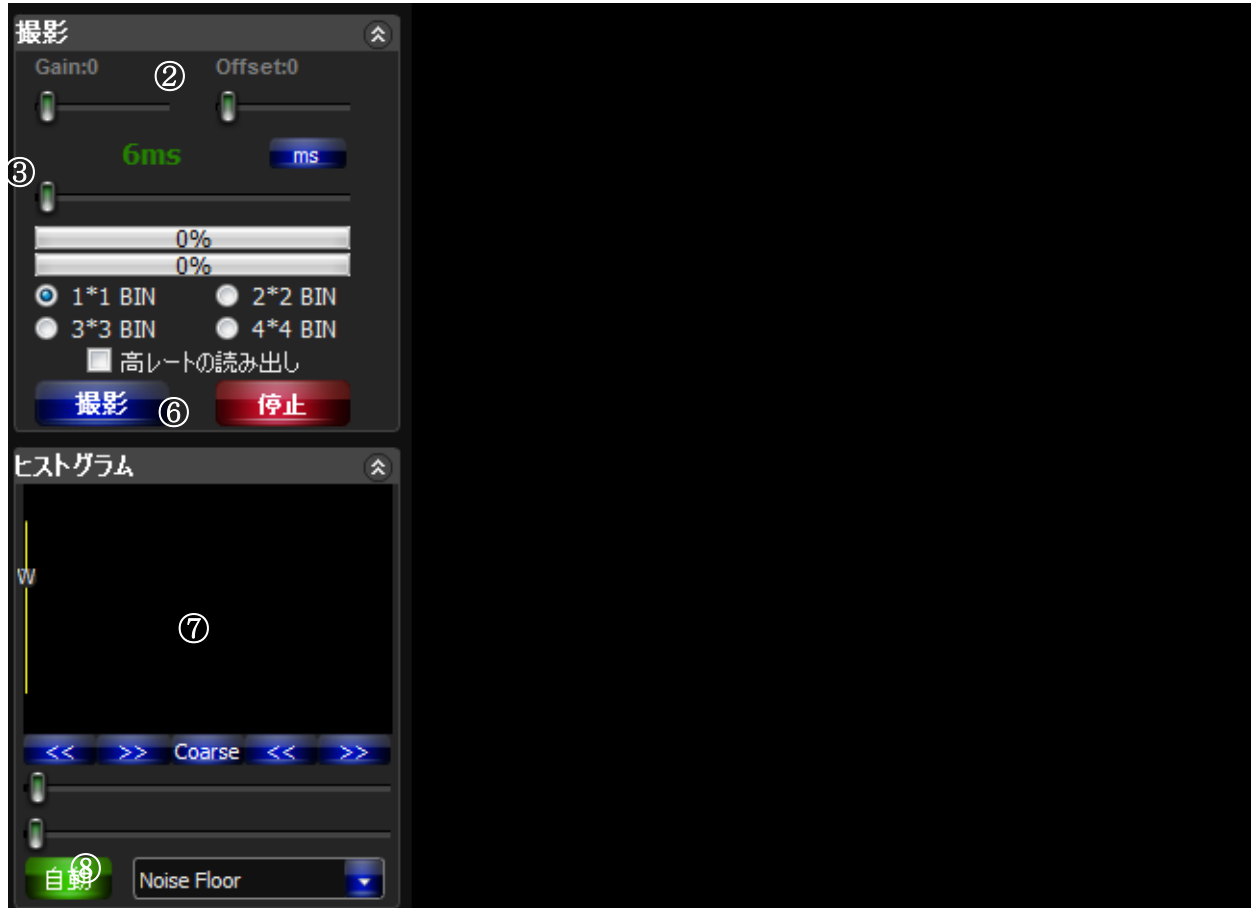 撮影
Gain:0 ② Offset:0
6ms ms
③
0%
0%
1*1 BIN 2*2 BIN
3*3 BIN 4*4 BIN
高レートの読み出し
撮影 ⑥ 停止
ヒストグラム
W
⑦
<< >> Coarse << >>
自動 ⑧ Noise Floor